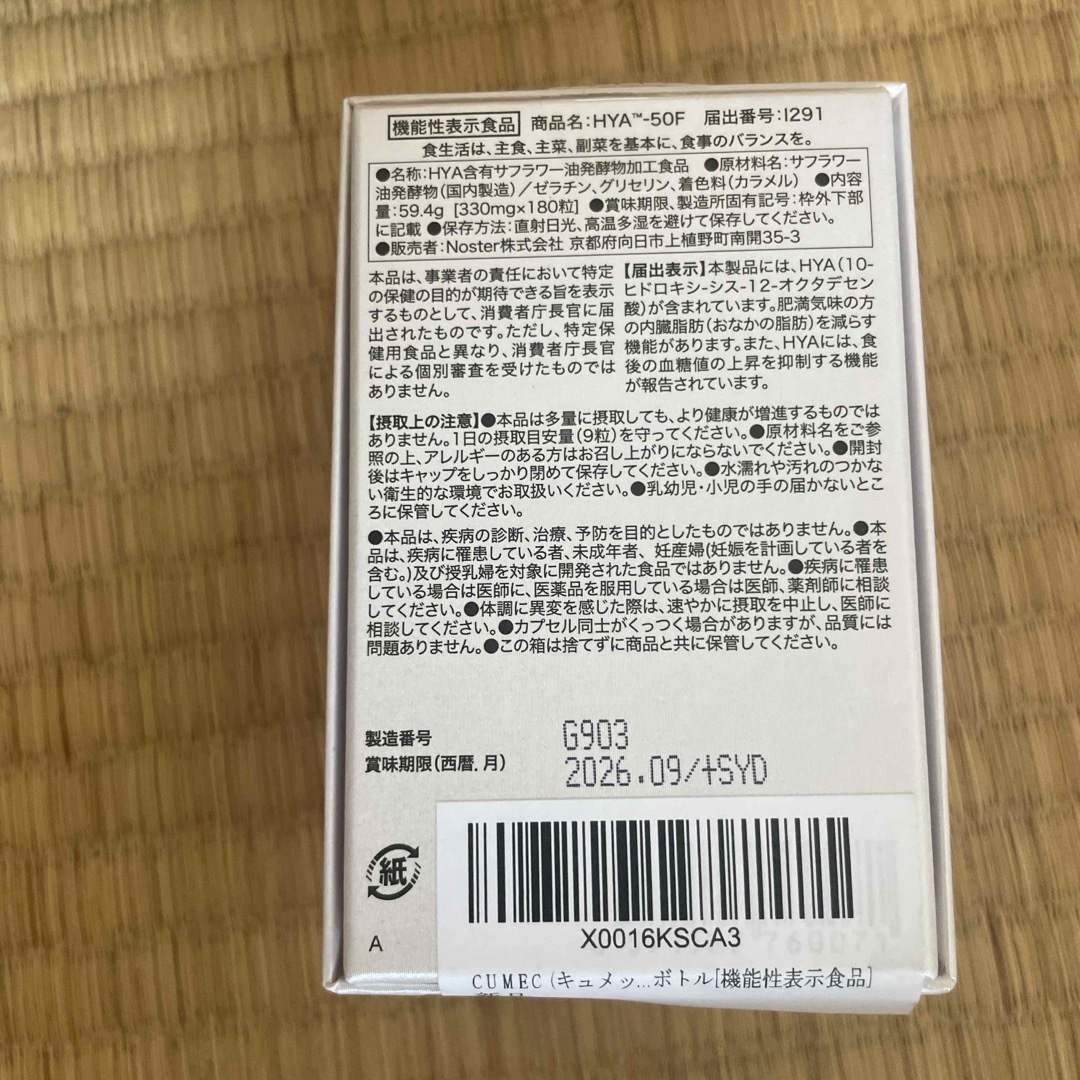 機能性表示食品 商品名:HYA™-50F 届出番号:I291
食生活は、主食、主菜、副菜を基本に、食事のバランスを。
●名称:HYA含有サフラワー油発酵物加工食品 ●原材料名:サフラワー
油発酵物(国内製造)/ゼラチン、グリセリン、着色料(カラメル) ●内容
量:59.4g [330mg×180粒] ●賞味期限、製造所固有記号:枠外下部
に記載 ●保存方法:直射日光、高温多湿を避けて保存してください。
●販売者:Noster株式会社 京都府向日市上植野町南開35-3
本品は、事業者の責任において特定
の保健の目的が期待できる旨を表示
するものとして、消費者庁長官に届
出されたものです。ただし、特定保
健用食品と異なり、消費者庁長官
による個別審査を受けたものでは
ありません。
【届出表示】本製品には、HYA(10-
ヒドロキシ-シス-12-オクタデセン
酸)が含まれています。肥満気味の方
の内臓脂肪(おなかの脂肪)を減らす
機能があります。また、HYAには、食
後の血糖値の上昇を抑制する機能
が報告されています。
【摂取上の注意】●本品は多量に摂取しても、より健康が増進するものでは
ありません。1日の摂取目安量(9粒)を守ってください。●原材料名をご参
照の上、アレルギーのある方はお召し上がりにならないでください。●開封
後はキャップをしっかり閉めて保存してください。●水濡れや汚れのつかな
い衛生的な環境でお取扱いください。●乳幼児・小児の手の届かないとこ
ろに保管してください。
●本品は、疾病の診断、治療、予防を目的としたものではありません。●本
品は、疾病に罹患している者、未成年者、妊産婦(妊娠を計画している者を
含む。)及び授乳婦を対象に開発された食品ではありません。●疾病に罹患
している場合は医師に、医薬品を服用している場合は医師、薬剤師に相談
してください。●体調に異変を感じた際は、速やかに摂取を中止し、医師に
相談してください。●カプセル同士がくっつく場合がありますが、品質には
問題ありません。●この箱は捨てずに商品と共に保管してください。
製造番号 G903
賞味期限(西暦.月) 2026.09/+SYD
紙
A
X0016KSCA3
760071
CUMEC(キュメッ...ボトル[機能性表示食品]